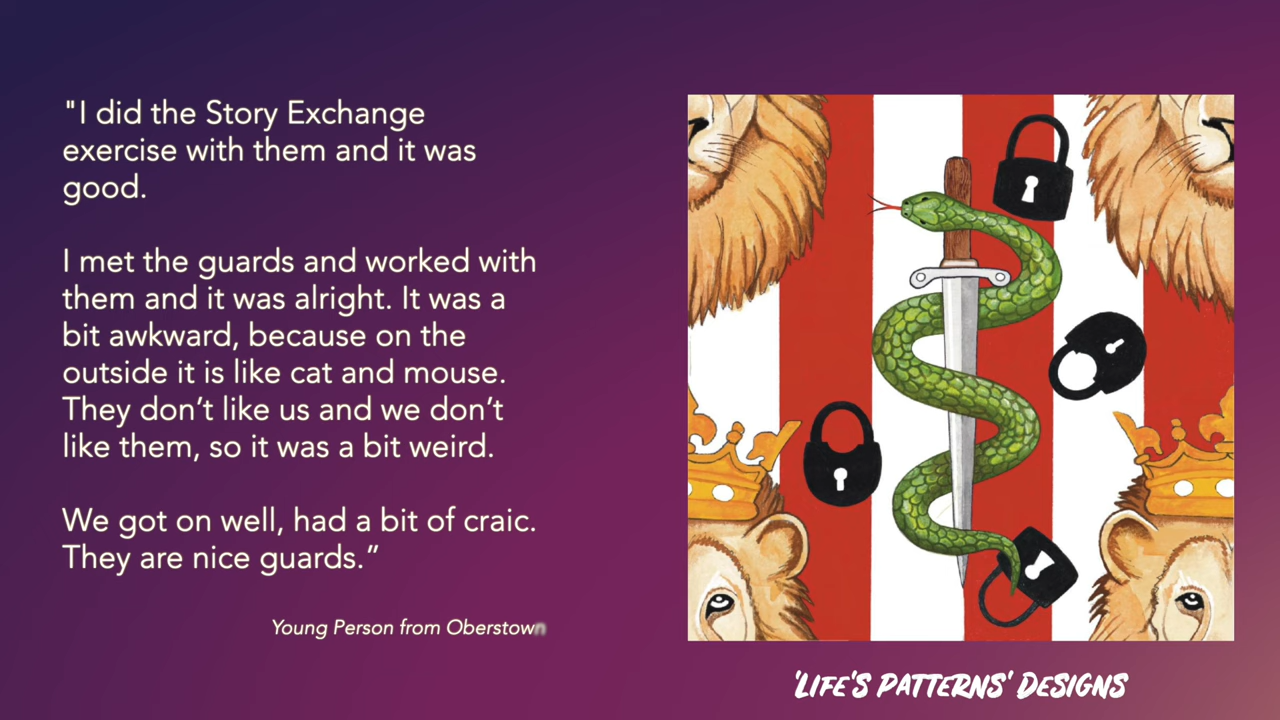 "I did the Story Exchange
exercise with them and it was
good.
I met the guards and worked with
them and it was alright. It was a
bit awkward, because on the
outside it is like cat and mouse.
They don’t like us and we don’t
like them, so it was a bit weird.
We got on well, had a bit of craic.
They are nice guards.”
Young Person from Oberstown
'LIFE'S PATTERNS' DESIGNS